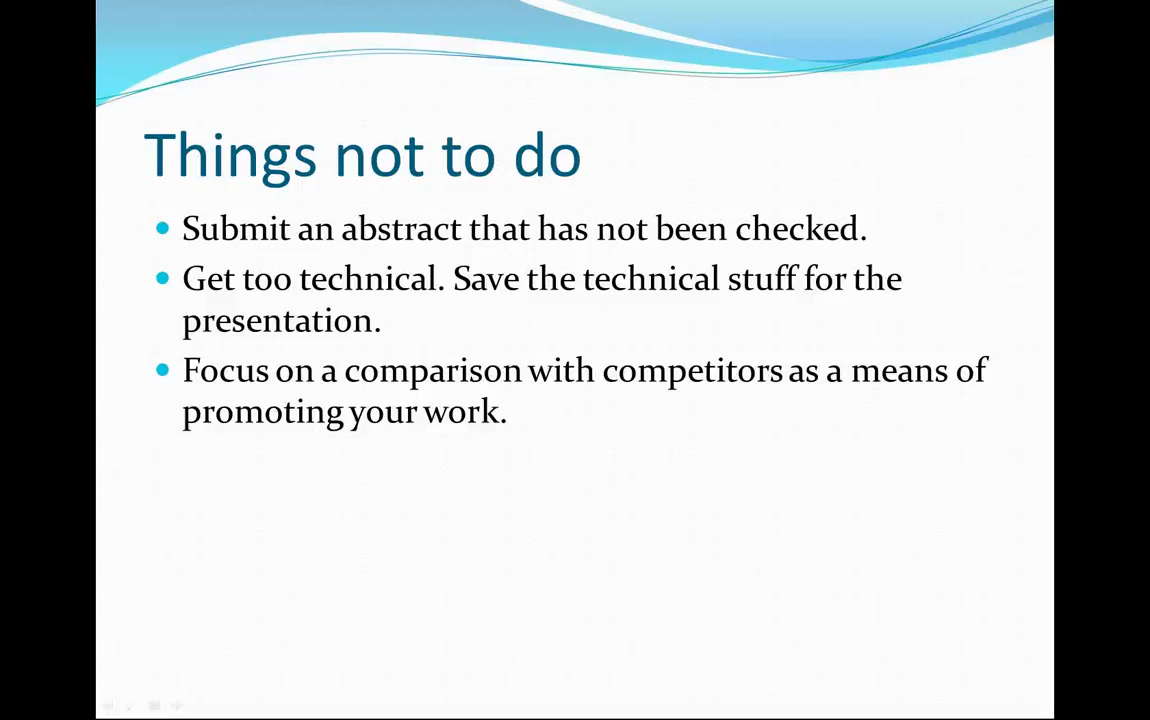 Things not to do
• Submit an abstract that has not been checked.
• Get too technical. Save the technical stuff for the
presentation.
• Focus on a comparison with competitors as a means of
promoting your work.